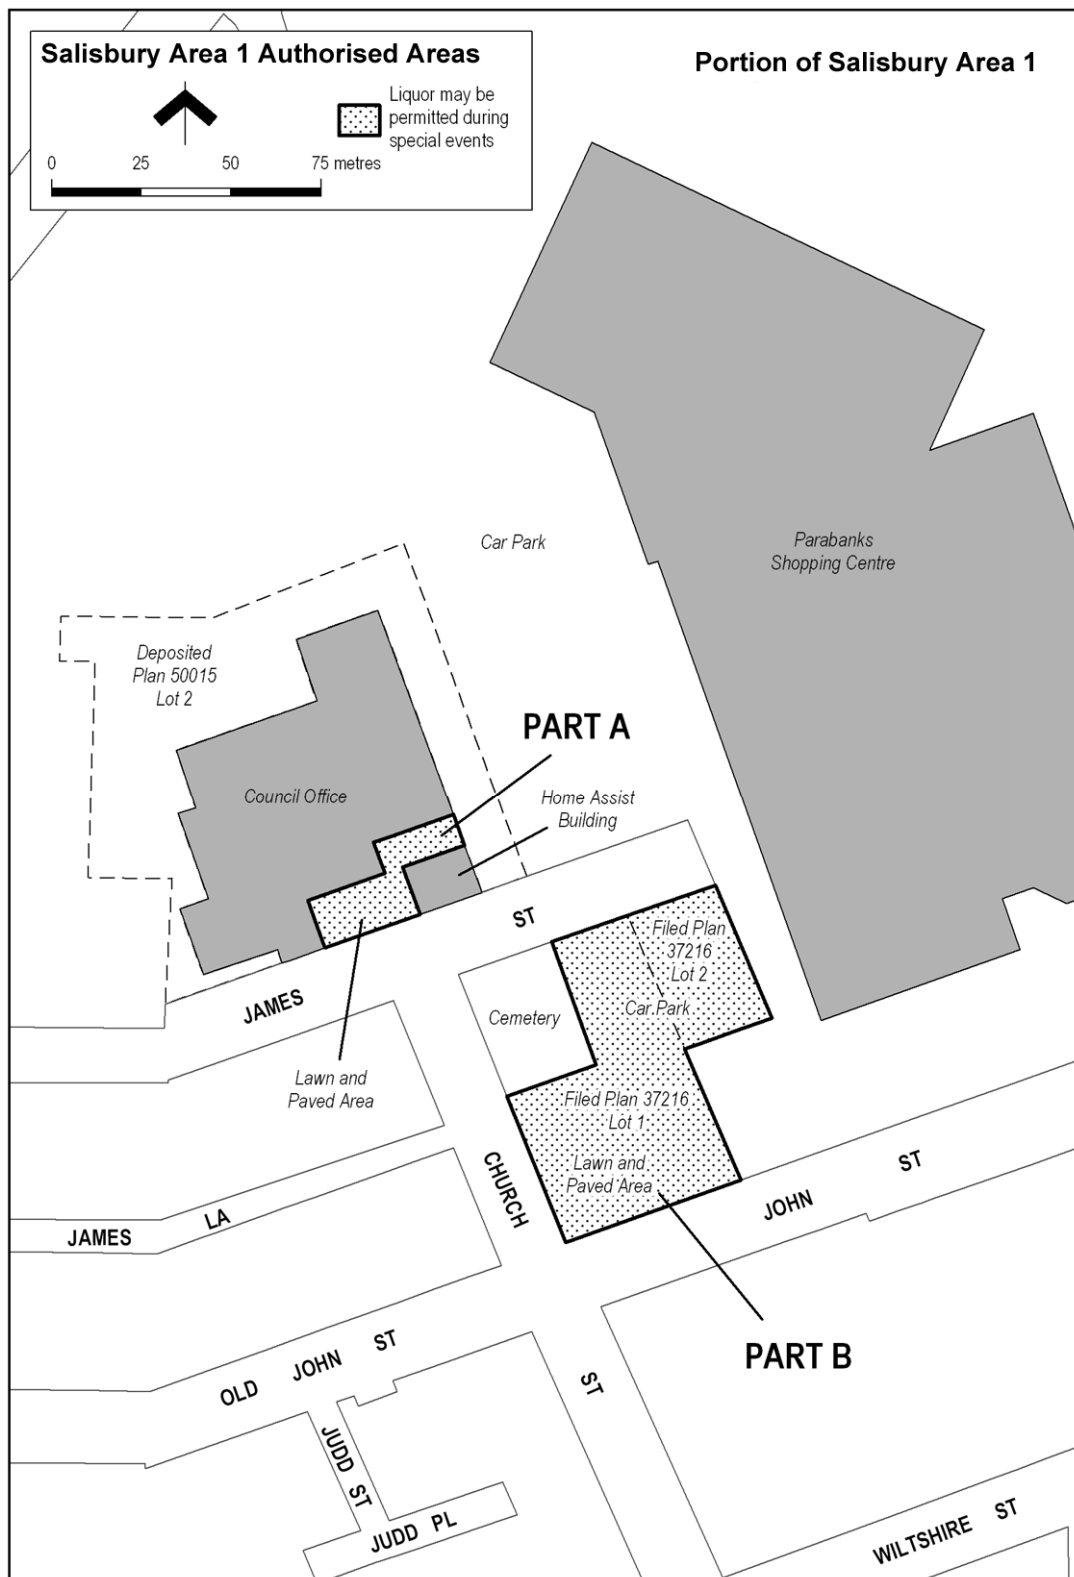 Salisbury Area 1 Authorised Areas
Liquor may be
permitted during
special events
0 25 50 75 metres
Portion of Salisbury Area 1
Car Park
Parabanks
Shopping Centre
Deposited
Plan 50015
Lot 2
PART A
Council Office
Home Assist
Building
ST
JAMES
Filed Plan
37216
Lot 2
Car Park
Cemetery
Lawn and
Paved Area
Filed Plan 37216
Lot 1
Lawn and
Paved Area
CHURCH
ST
JOHN
JAMES LA
PART B
OLD JOHN ST
ST
JUDD ST
JUDD PL
WILTSHIRE ST